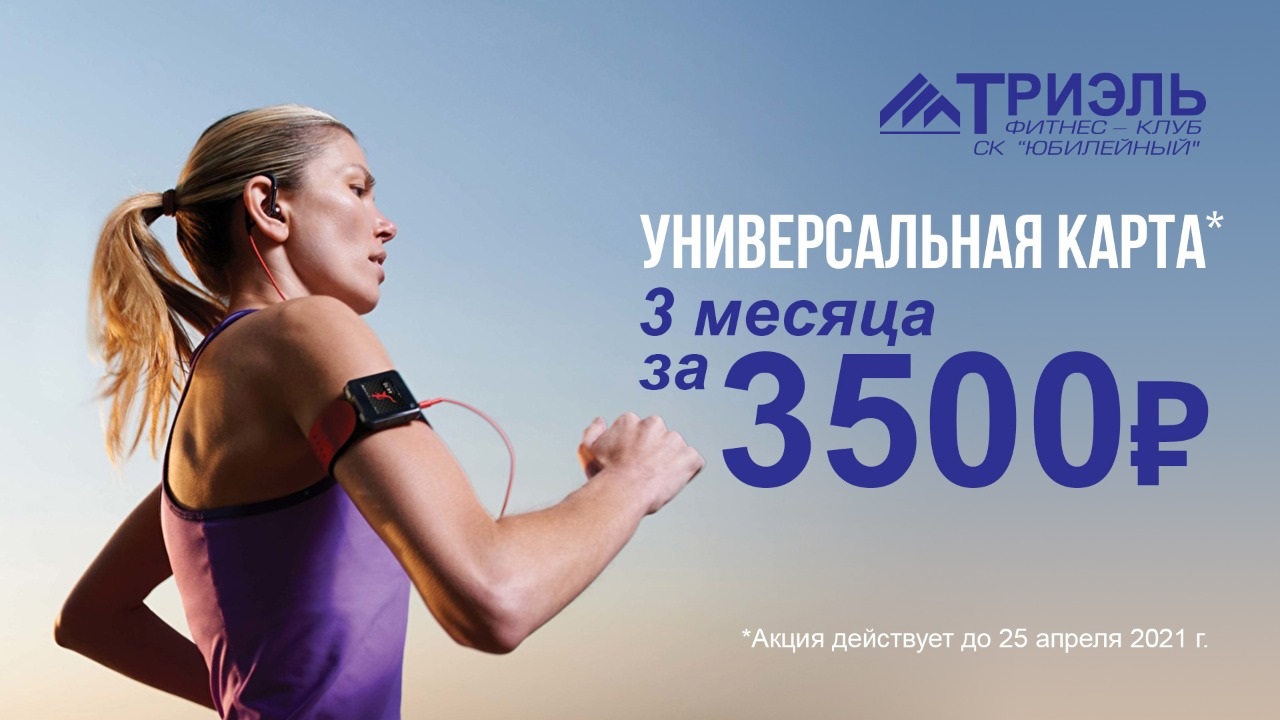 ТРИЭЛЬ
ФИТНЕС – КЛУБ
СК "ЮБИЛЕЙНЫЙ"
УНИВЕРСАЛЬНАЯ КАРТА*
3 месяца
за 3500₽
*Акция действует до 25 апреля 2021 г.